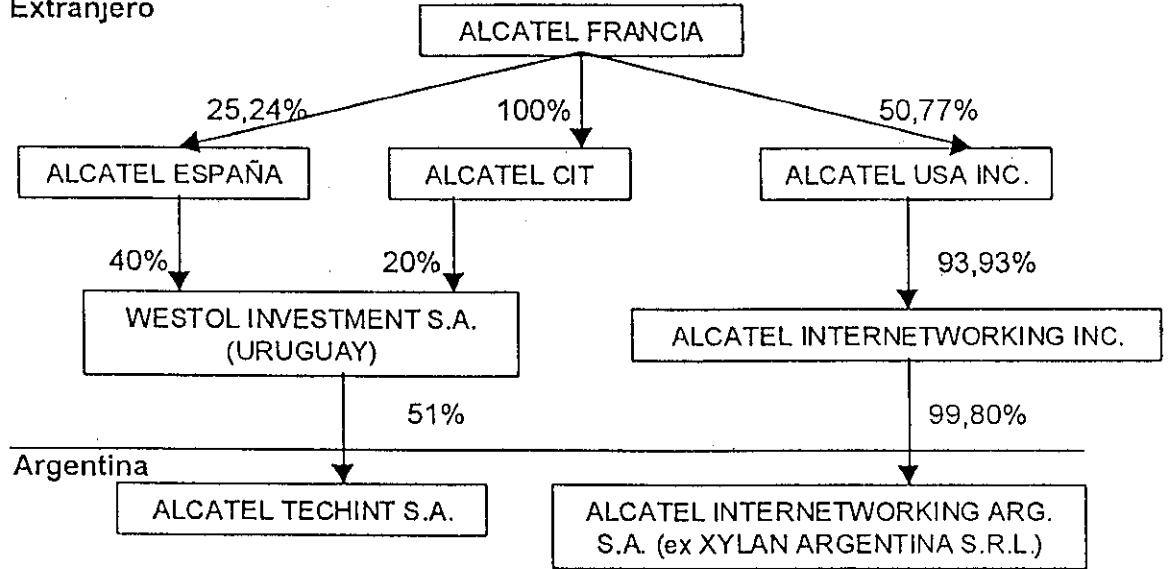 Extranjero
ALCATEL FRANCIA
25,24%
100%
50,77%
ALCATEL ESPAÑA
ALCATEL CIT
ALCATEL USA INC.
40%
20%
93,93%
WESTOL INVESTMENT S.A.
(URUGUAY)
ALCATEL INTERNETWORKING INC.
51%
99,80%
Argentina
ALCATEL TECHINT S.A.
ALCATEL INTERNETWORKING ARG.
S.A. (ex XYLAN ARGENTINA S.R.L.)